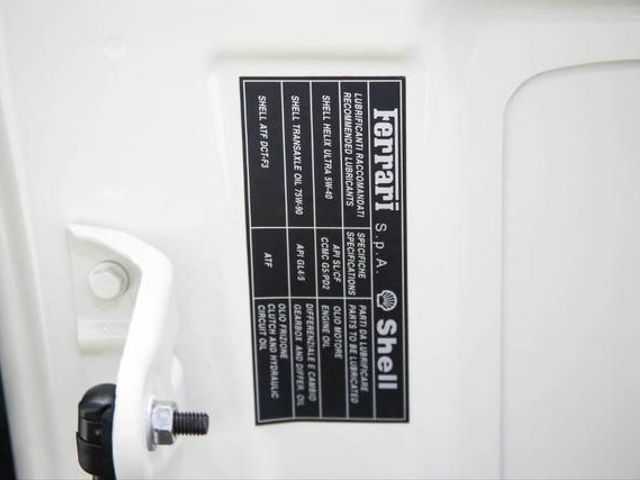 Ferrari S.p.A. Shell
LUBRIFICANTI RACCOMANDATI
RECOMMENDED LUBRICANTS
SPECIFICHE
SPECIFICATIONS
PARTI DA LUBRIFICARE
PARTS TO BE LUBRICATED
SHELL HELIX ULTRA 5W-40
API SL/CF
CCMC G5/PD2
OLIO MOTORE
ENGINE OIL
SHELL TRANSAXLE OIL 75W-90
API GL4/5
DIFFERENZIALE E CAMBIO
GEARBOX AND DIFFER. OIL
SHELL ATF DCT-F3
ATF
OLIO FRIZIONE
CLUTCH AND HYDRAULIC
CIRCUIT OIL